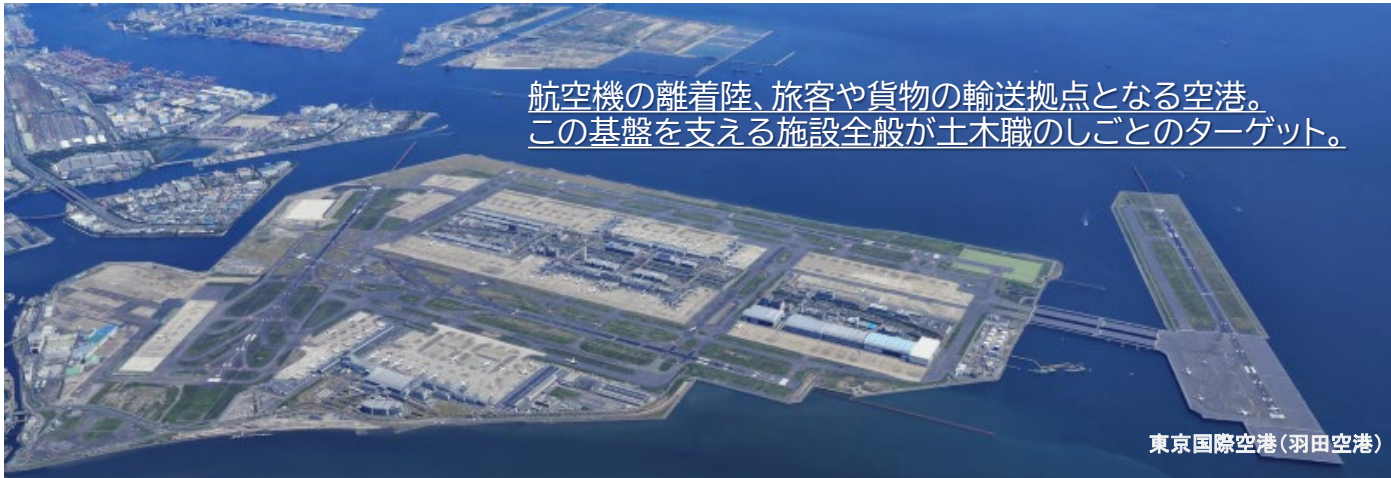 航空機の離着陸、旅客や貨物の輸送拠点となる空港。
この基盤を支える施設全般が土木職のしごとのターゲット。
東京国際空港(羽田空港)